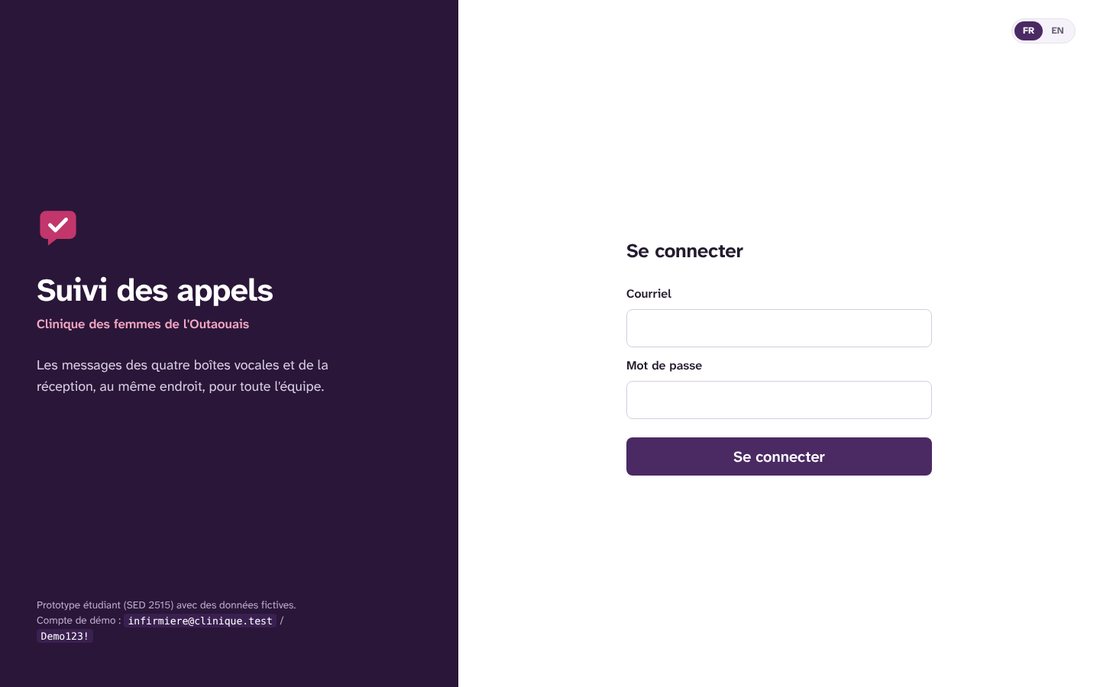 FR EN
Suivi des appels
Clinique des femmes de l'Outaouais
Les messages des quatre boîtes vocales et de la
réception, au même endroit, pour toute l'équipe.
Prototype étudiant (SED 2515) avec des données fictives.
Compte de démo : infirmiere@clinique.test /
Demo123!
Se connecter
Courriel
Mot de passe
Se connecter